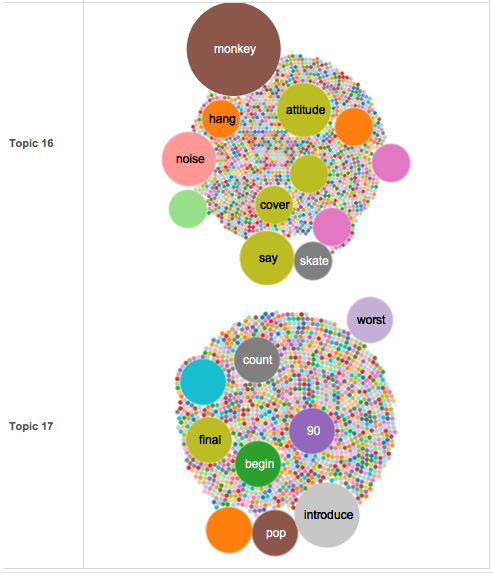 monkey
attitude
hang
Topic 16
noise
cover
say
skate
worst
count
Topic 17
final
90
begin
introduce
pop